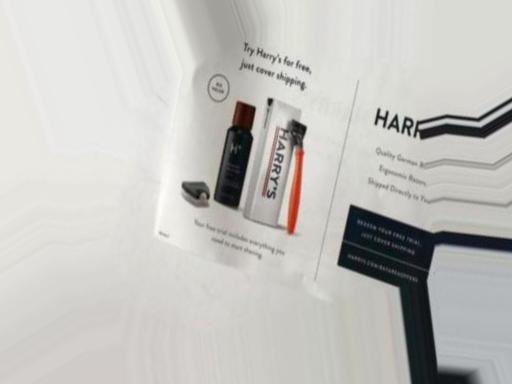 Try Harry's for free,
just cover shipping.
HARRY'S
Your free trial includes everything you
need to start shaving.
HARR
Quality German
Ergonomic Razors,
Shipped Directly to You
REDEEM YOUR FREE TRIAL,
JUST COVER SHIPPING